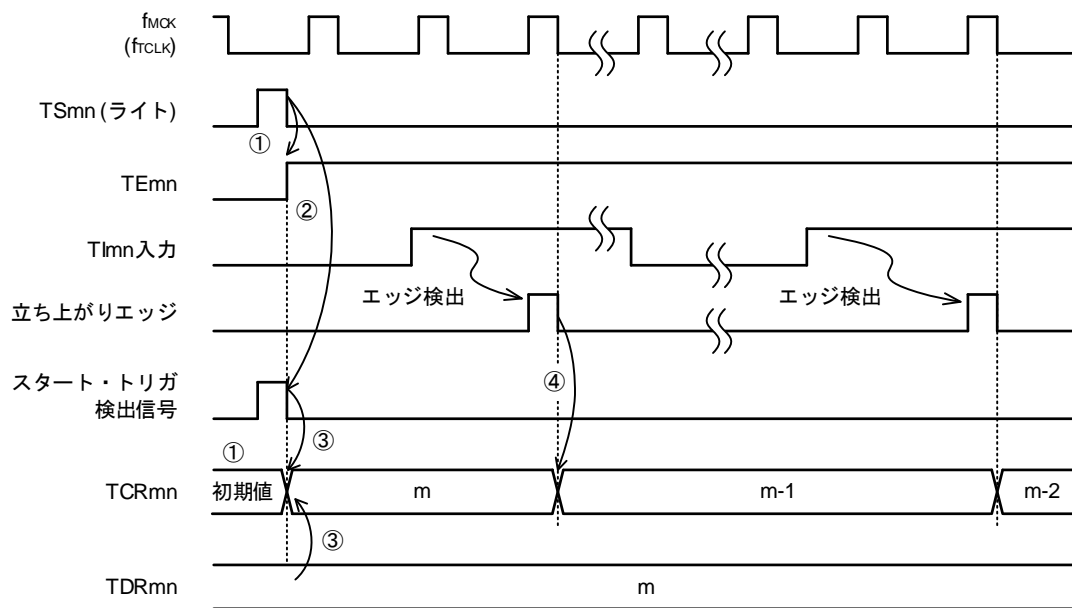 fMCK
(fTCLK)
TSmn (ライト)
①
TEmn
②
TImn入力
エッジ検出
エッジ検出
立ち上がりエッジ
④
スタート・トリガ
検出信号
①
③
TCRmn
初期値
m
m-1
m-2
③
TDRmn
m